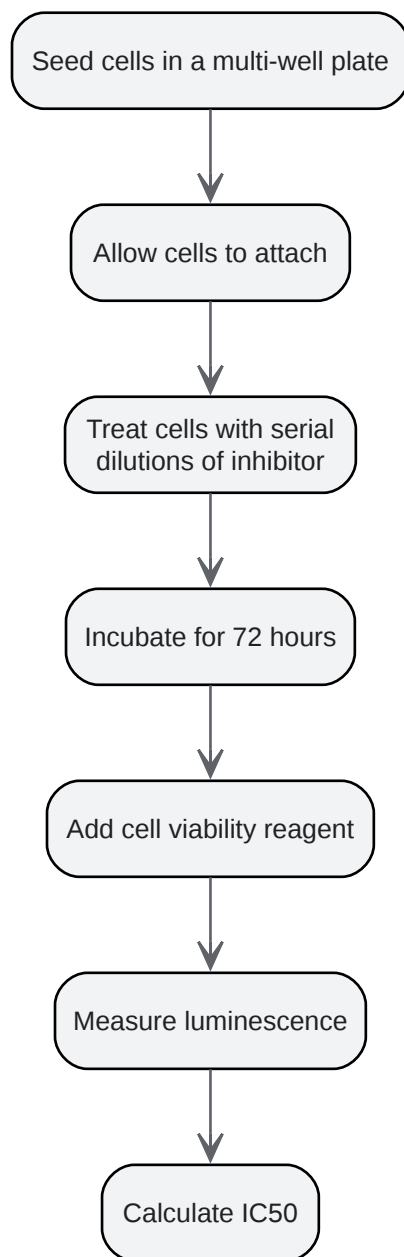 Seed cells in a multi-well plate
Allow cells to attach
Treat cells with serial
dilutions of inhibitor
Incubate for 72 hours
Add cell viability reagent
Measure luminescence
Calculate IC50